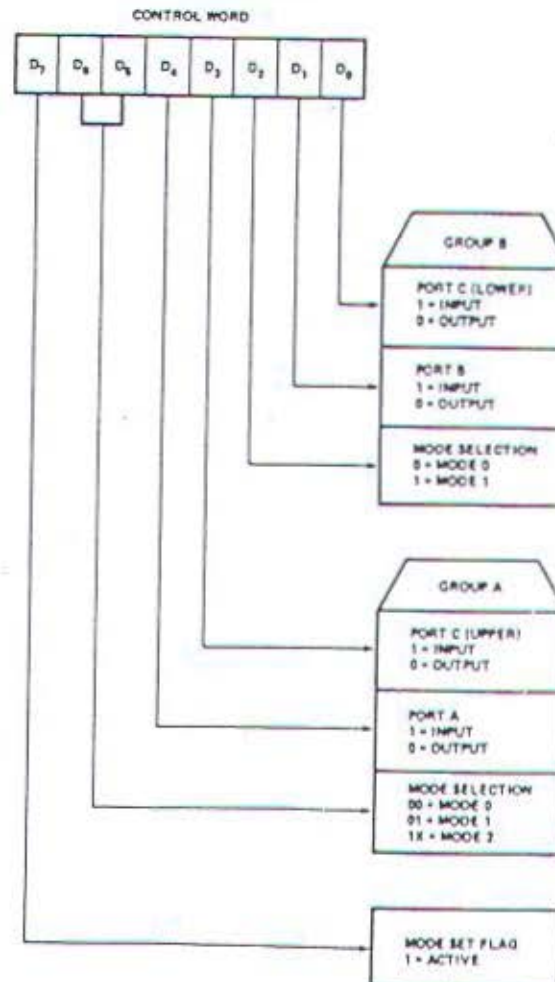 CONTROL WORD
D7 D6 D5 D4 D3 D2 D1 D0
GROUP B
PORT C (LOWER)
1 = INPUT
0 = OUTPUT
PORT B
1 = INPUT
0 = OUTPUT
MODE SELECTION
0 = MODE 0
1 = MODE 1
GROUP A
PORT C (UPPER)
1 = INPUT
0 = OUTPUT
PORT A
1 = INPUT
0 = OUTPUT
MODE SELECTION
00 = MODE 0
01 = MODE 1
1X = MODE 2
MODE SET FLAG
1 = ACTIVE